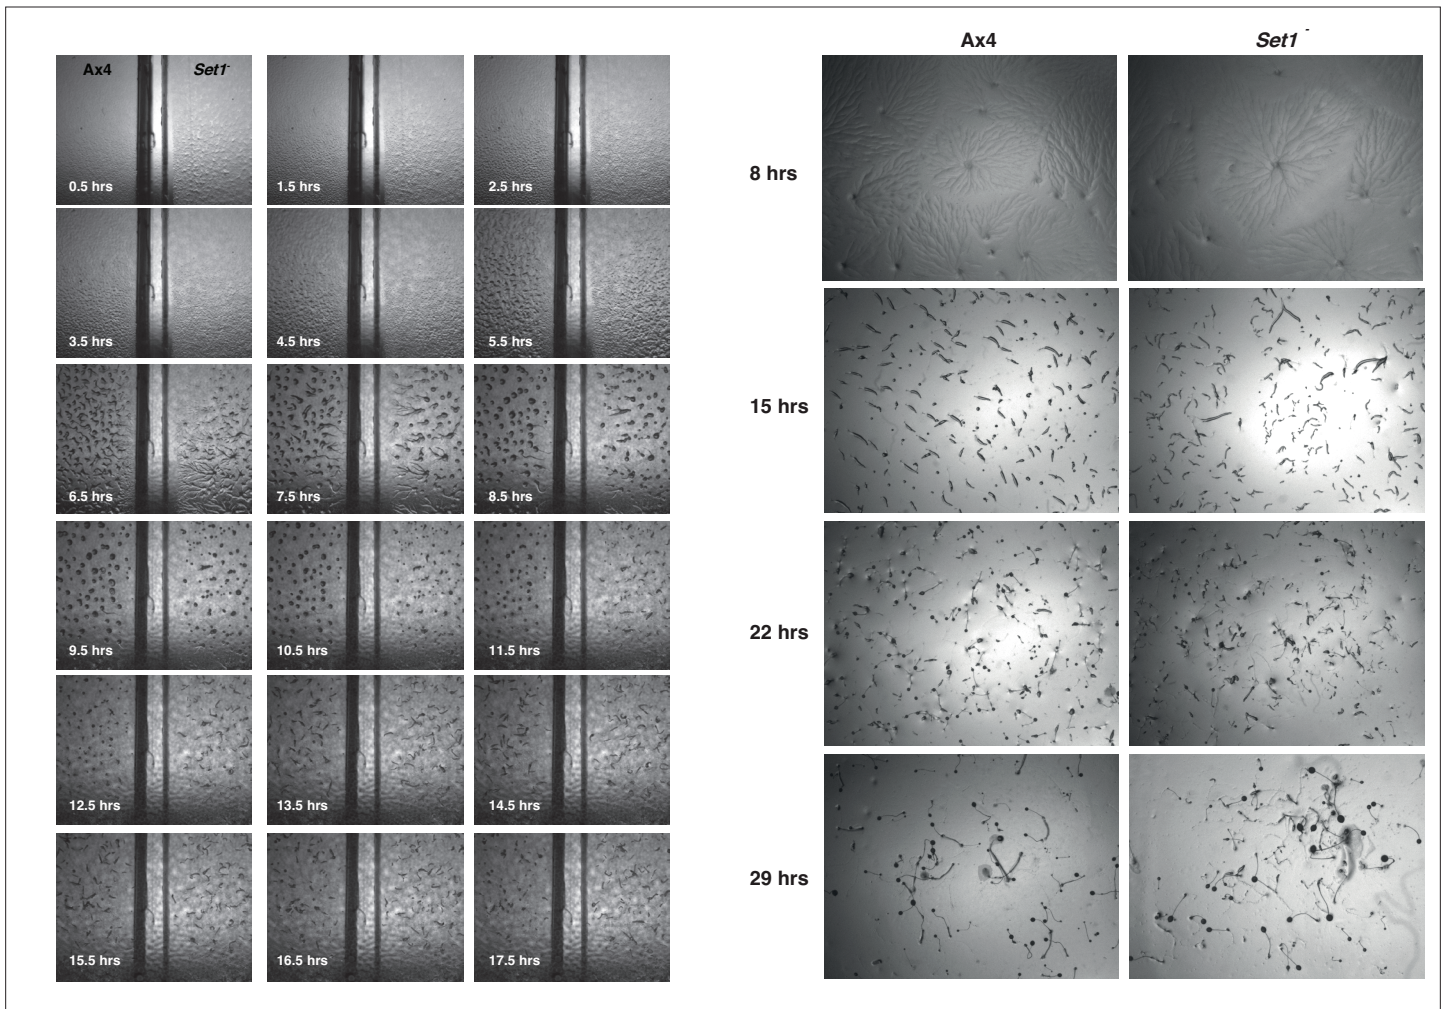 Ax4 Set1-
0.5 hrs 1.5 hrs 2.5 hrs
3.5 hrs 4.5 hrs 5.5 hrs
6.5 hrs 7.5 hrs 8.5 hrs
9.5 hrs 10.5 hrs 11.5 hrs
12.5 hrs 13.5 hrs 14.5 hrs
15.5 hrs 16.5 hrs 17.5 hrs
Ax4 Set1 -
8 hrs
15 hrs
22 hrs
29 hrs